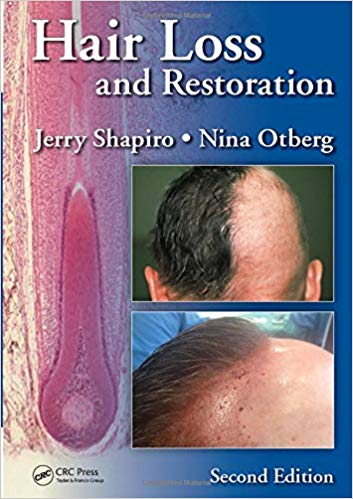 Hair Loss
and Restoration
Jerry Shapiro • Nina Otberg
CRC
CRC Press
Taylor & Francis Group
Second Edition